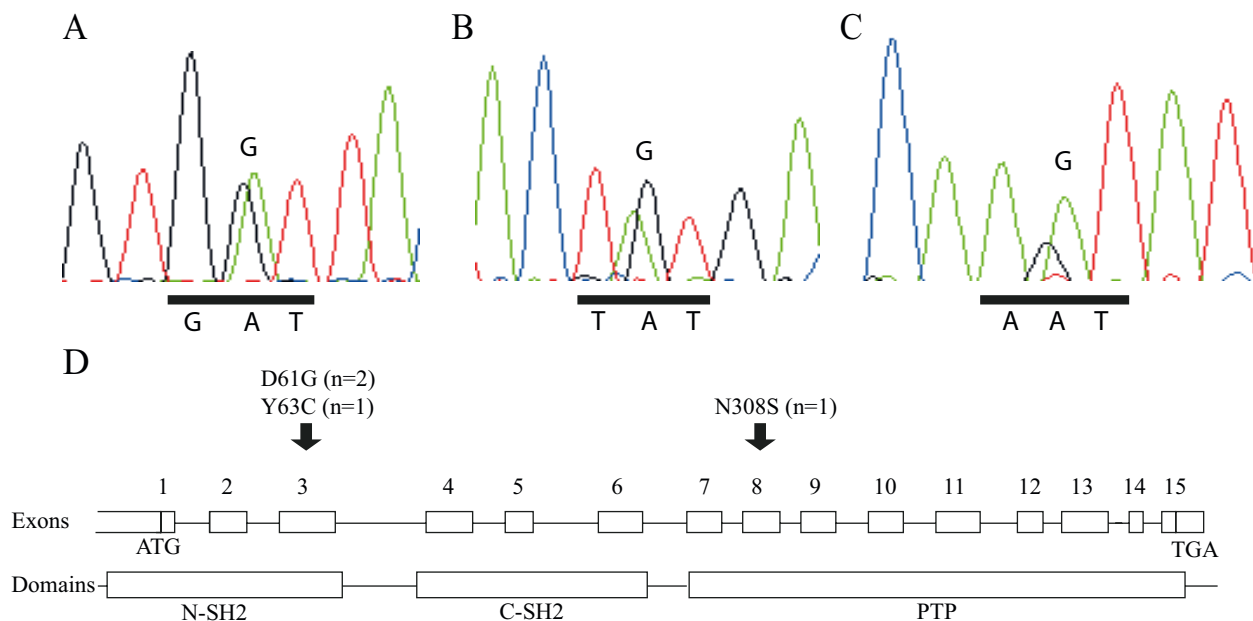 A
B
C
G
G
G
G A T
T A T
A A T
D
D61G (n=2)
Y63C (n=1)
N308S (n=1)
1 2 3 4 5 6 7 8 9 10 11 12 13 14 15
Exons
ATG
TGA
Domains
N-SH2
C-SH2
PTP